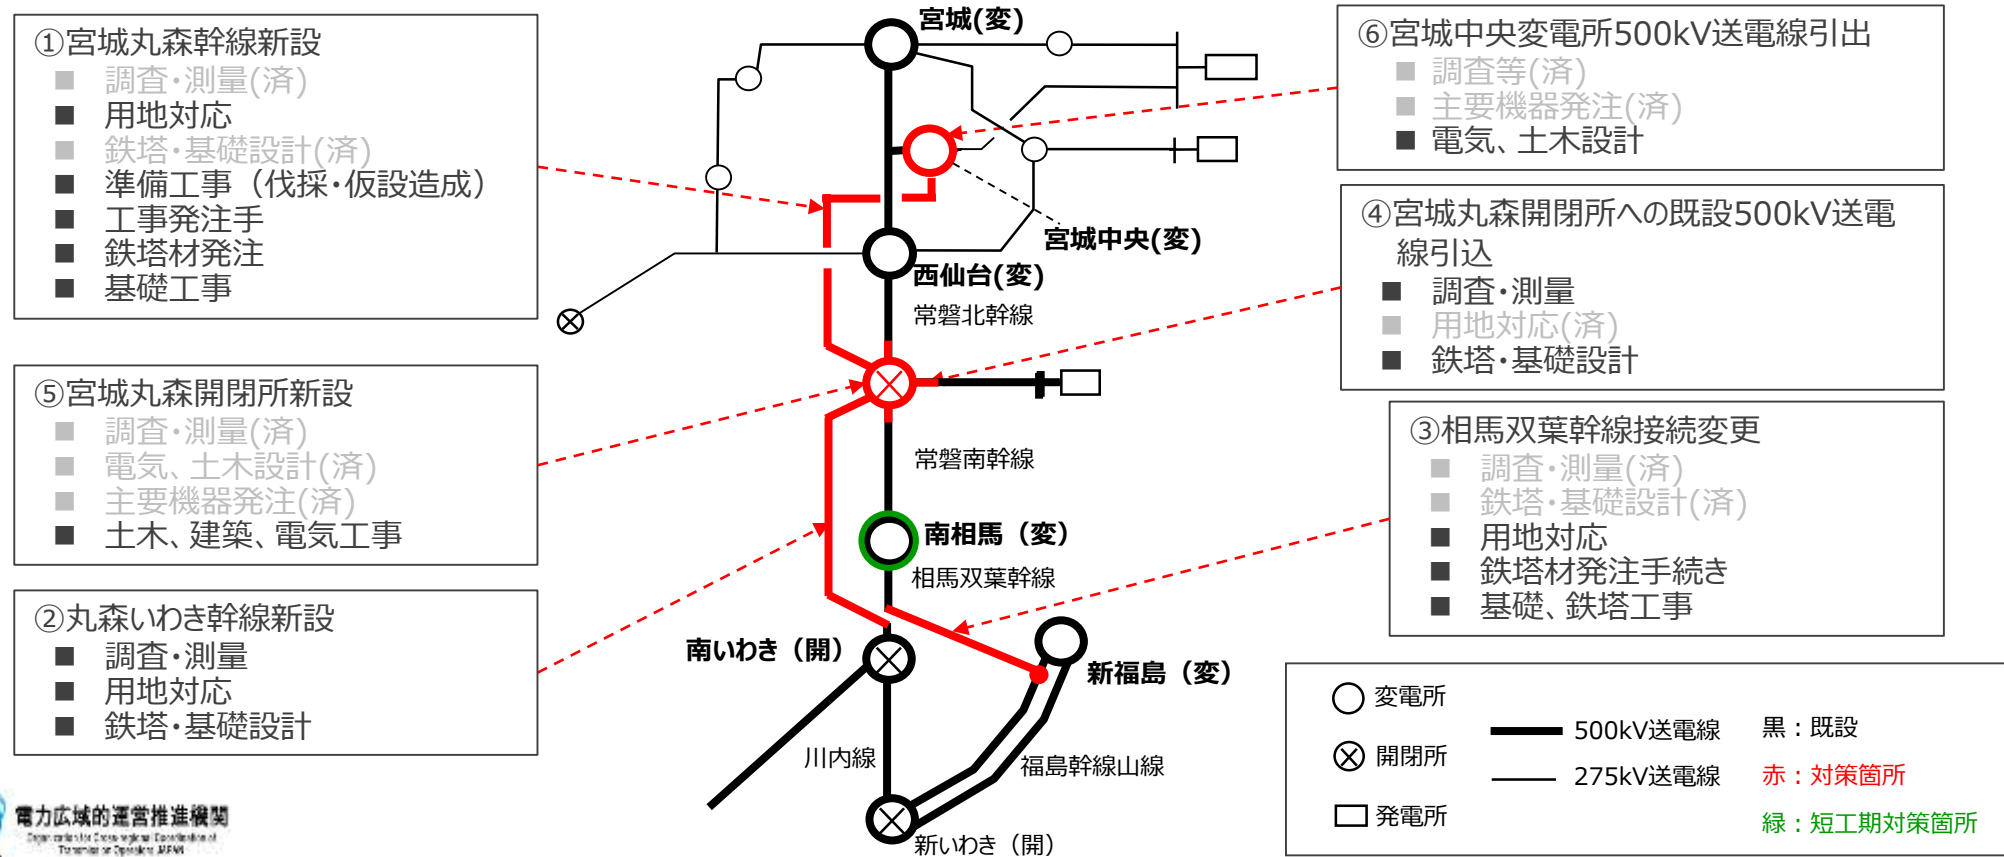 ①宮城丸森幹線新設
■ 調査・測量(済)
■ 用地対応
■ 鉄塔・基礎設計(済)
■ 準備工事（伐採・仮設造成）
■ 工事発注手
■ 鉄塔材発注
■ 基礎工事
⑤宮城丸森開閉所新設
■ 調査・測量(済)
■ 電気、土木設計(済)
■ 主要機器発注(済)
■ 土木、建築、電気工事
②丸森いわき幹線新設
■ 調査・測量
■ 用地対応
■ 鉄塔・基礎設計
宮城(変)
宮城中央(変)
西仙台(変)
常磐北幹線
常磐南幹線
南相馬（変）
相馬双葉幹線
南いわき（開）
新福島（変）
川内線
福島幹線山線
新いわき（開）
⑥宮城中央変電所500kV送電線引出
■ 調査等(済)
■ 主要機器発注(済)
■ 電気、土木設計
④宮城丸森開閉所への既設500kV送電
線引込
■ 調査・測量
■ 用地対応(済)
■ 鉄塔・基礎設計
③相馬双葉幹線接続変更
■ 調査・測量(済)
■ 鉄塔・基礎設計(済)
■ 用地対応
■ 鉄塔材発注手続き
■ 基礎、鉄塔工事
変電所
開閉所
発電所
500kV送電線
275kV送電線
黒：既設
赤：対策箇所
緑：短工期対策箇所
電力広域的運営推進機関
Organization for Cross-regional Coordination of
Transmission Operators, JAPAN